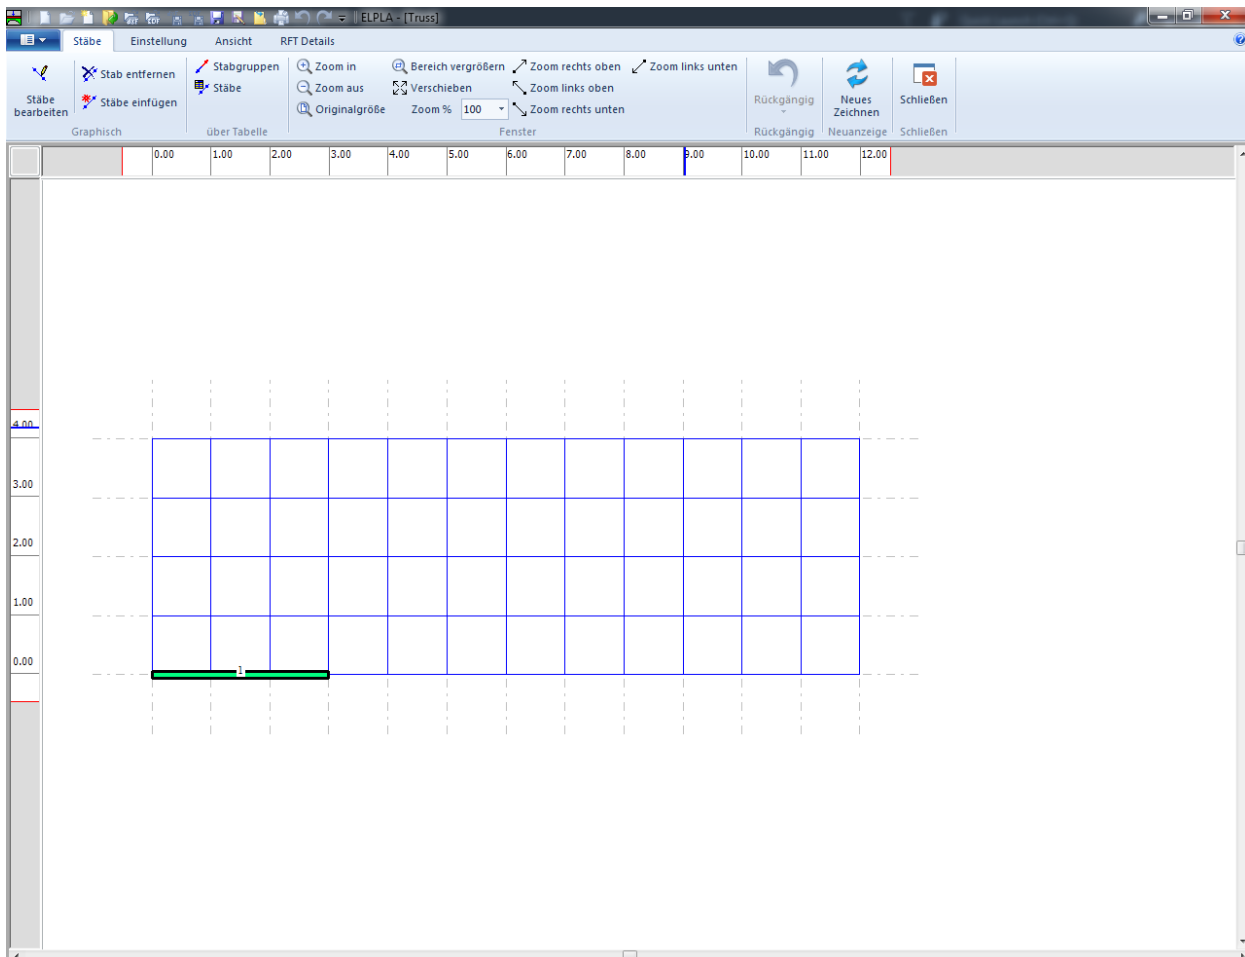 ELPLA - [Truss]
Stäbe Einstellung Ansicht RFT Details
Stäbe bearbeiten
Stab entfernen
Stäbe einfügen
Graphisch
Stabgruppen
Stäbe
über Tabelle
Zoom in Bereich vergrößern Zoom rechts oben Zoom links unten
Zoom aus Verschieben Zoom links oben
Originalgröße Zoom % 100 Zoom rechts unten
Fenster
Rückgängig
Rückgängig
Neues Zeichnen
Neuanzeige
Schließen
Schließen
0.00 1.00 2.00 3.00 4.00 5.00 6.00 7.00 8.00 9.00 10.00 11.00 12.00
4.00
3.00
2.00
1.00
0.00
1